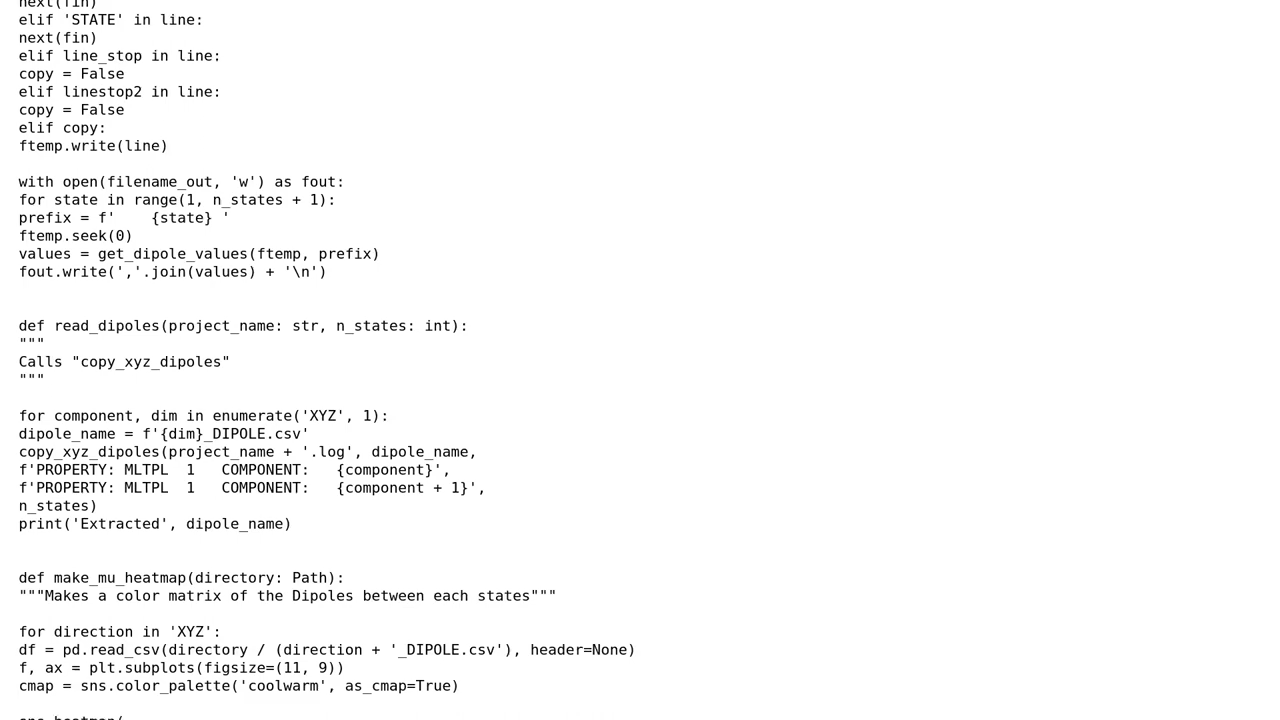 next(fin)
elif 'STATE' in line:
next(fin)
elif line_stop in line:
copy = False
elif linestop2 in line:
copy = False
elif copy:
ftemp.write(line)
with open(filename_out, 'w') as fout:
for state in range(1, n_states + 1):
prefix = f'    {state} '
ftemp.seek(0)
values = get_dipole_values(ftemp, prefix)
fout.write(','.join(values) + '\n')
def read_dipoles(project_name: str, n_states: int):
"""
Calls "copy_xyz_dipoles"
"""
for component, dim in enumerate('XYZ', 1):
dipole_name = f'{dim}_DIPOLE.csv'
copy_xyz_dipoles(project_name + '.log', dipole_name,
f'PROPERTY: MLTPL  1   COMPONENT:   {component}',
f'PROPERTY: MLTPL  1   COMPONENT:   {component + 1}',
n_states)
print('Extracted', dipole_name)
def make_mu_heatmap(directory: Path):
"""Makes a color matrix of the Dipoles between each states"""
for direction in 'XYZ':
df = pd.read_csv(directory / (direction + '_DIPOLE.csv'), header=None)
f, ax = plt.subplots(figsize=(11, 9))
cmap = sns.color_palette('coolwarm', as_cmap=True)
sns.heatmap(